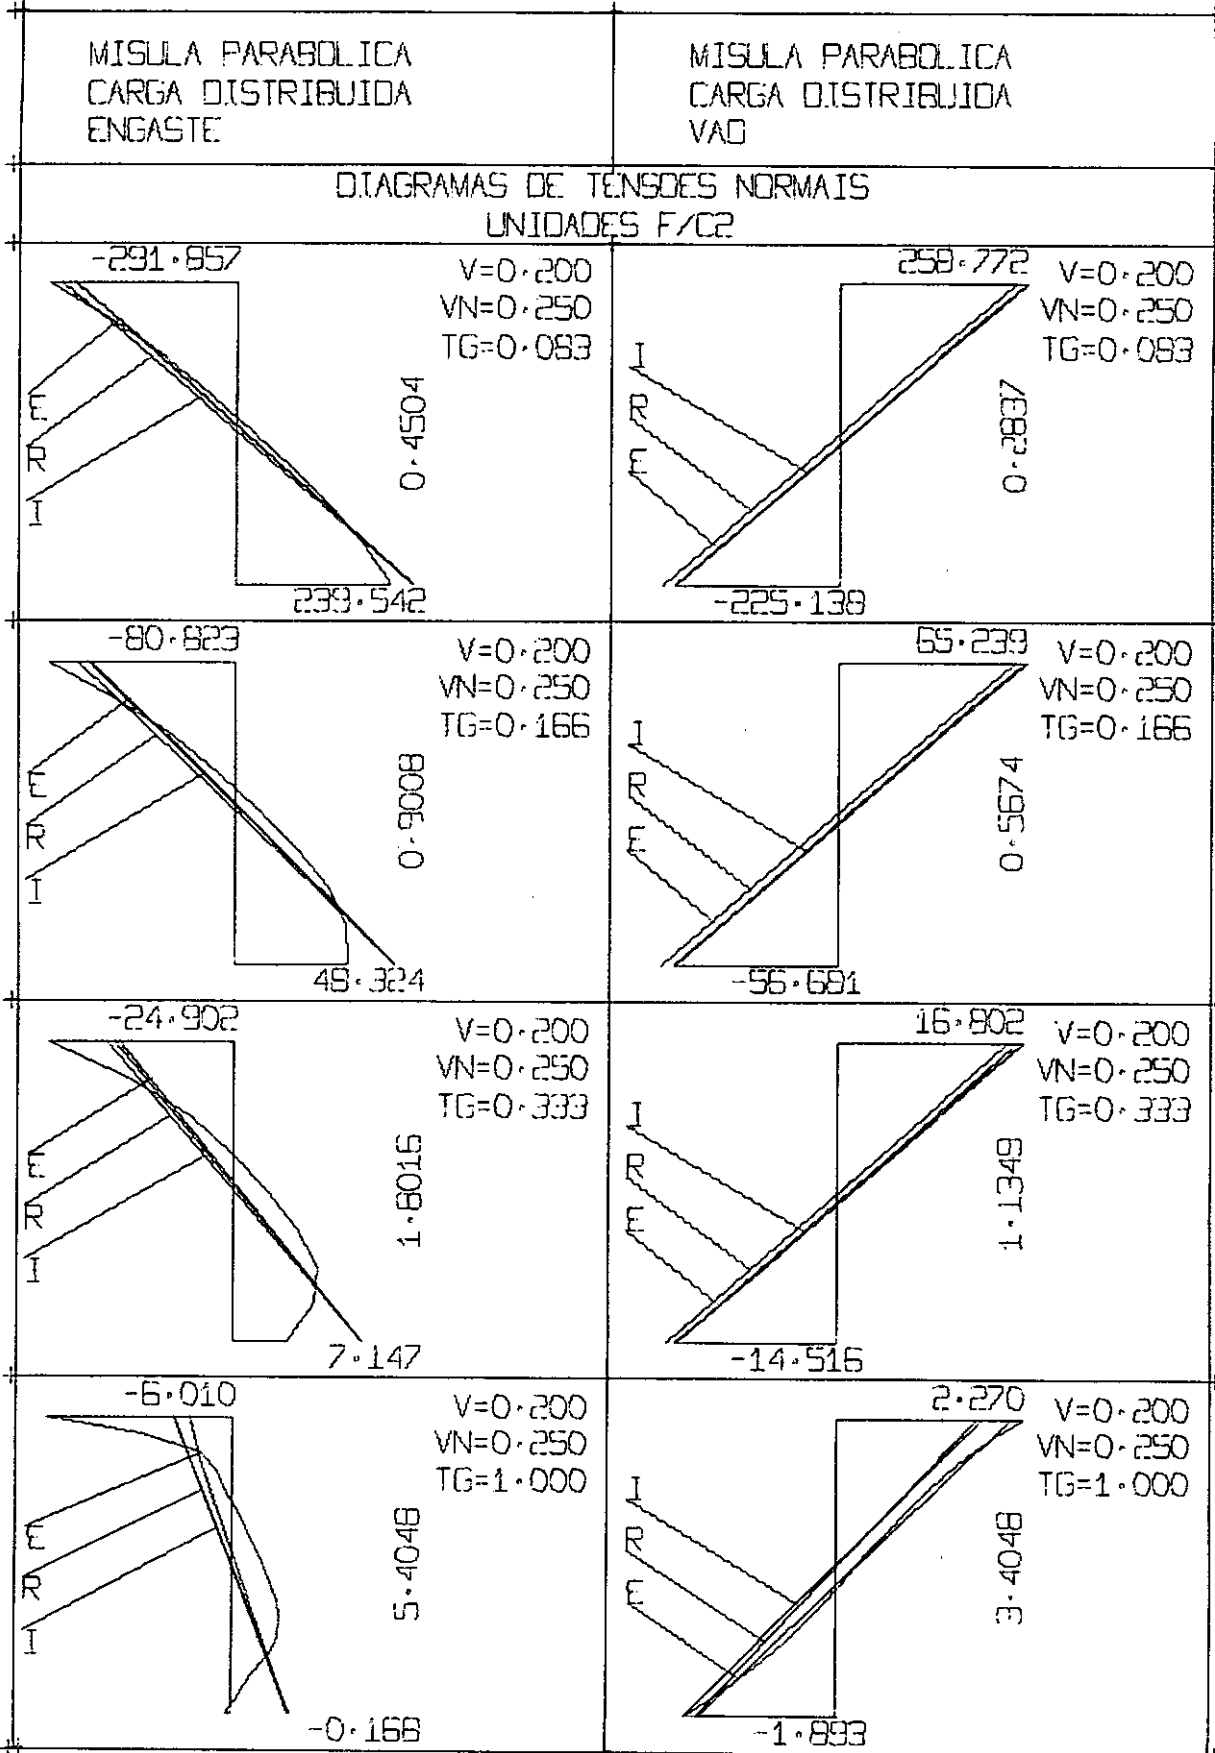 MISULA PARABOLICA
CARGA DISTRIBUIDA
ENGASTE
MISULA PARABOLICA
CARGA DISTRIBUIDA
VAO
DIAGRAMAS DE TENSOES NORMAIS
UNIDADES F/C2
-291.857
V=0.200
VN=0.250
TG=0.083
E
R
I
0.4504
239.542
258.772
V=0.200
VN=0.250
TG=0.083
I
R
E
0.2837
-225.138
-80.823
V=0.200
VN=0.250
TG=0.166
E
R
I
0.9008
48.324
65.239
V=0.200
VN=0.250
TG=0.166
I
R
E
0.5674
-56.681
-24.902
V=0.200
VN=0.250
TG=0.333
E
R
I
1.8016
7.147
16.802
V=0.200
VN=0.250
TG=0.333
I
R
E
1.1349
-14.516
-6.010
V=0.200
VN=0.250
TG=1.000
E
R
I
5.4048
-0.168
2.270
V=0.200
VN=0.250
TG=1.000
I
R
E
3.4048
-1.893